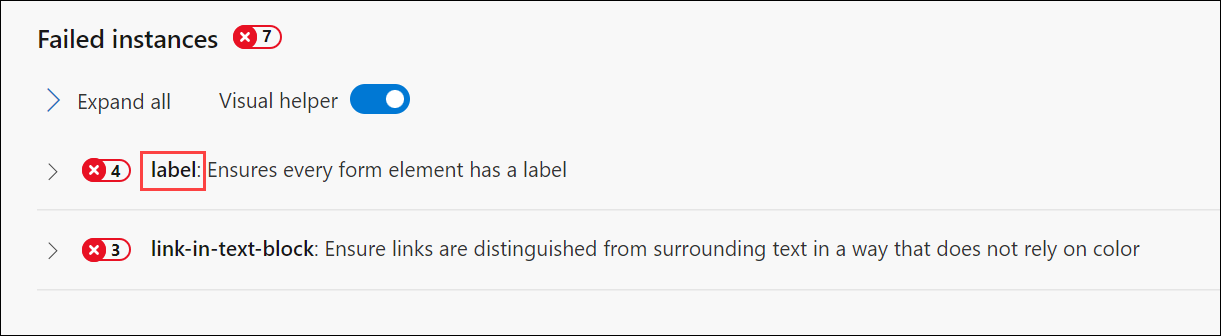 Failed instances 7
Expand all Visual helper
4 label: Ensures every form element has a label
3 link-in-text-block: Ensure links are distinguished from surrounding text in a way that does not rely on color